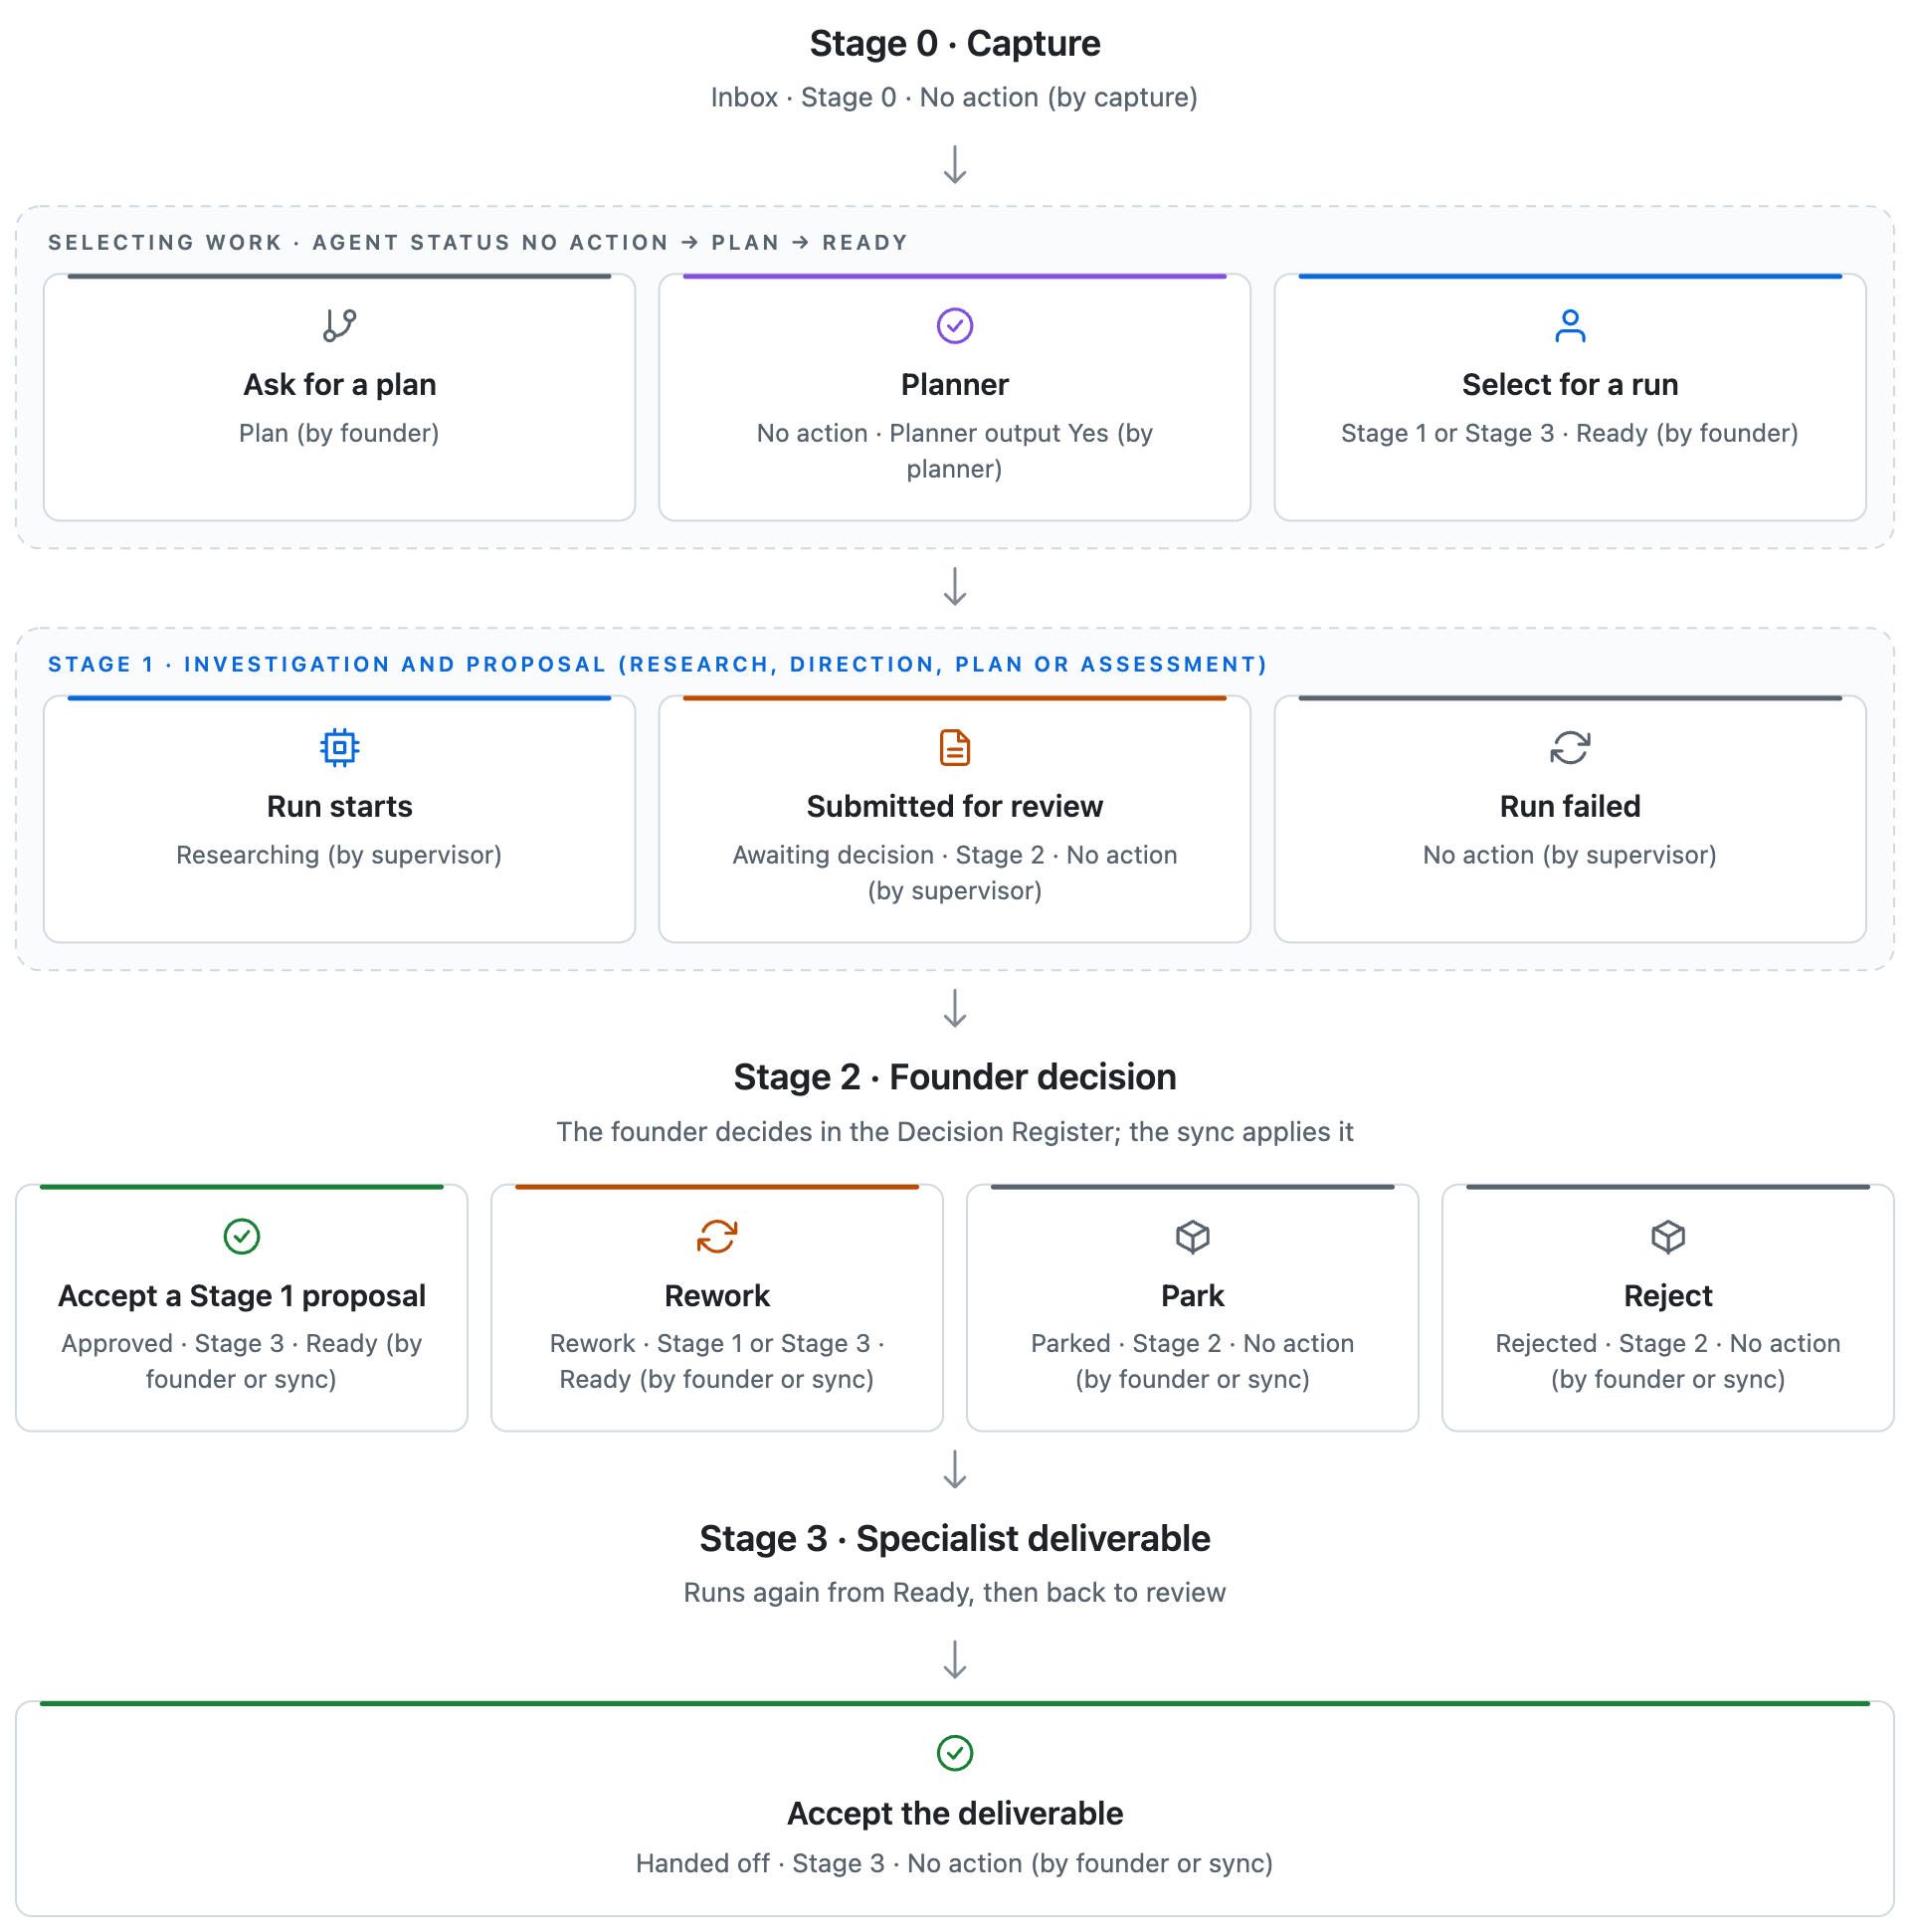 Stage 0 · Capture
Inbox · Stage 0 · No action (by capture)
SELECTING WORK · AGENT STATUS NO ACTION → PLAN → READY
Ask for a plan
Plan (by founder)
Planner
No action · Planner output Yes (by
planner)
Select for a run
Stage 1 or Stage 3 · Ready (by founder)
STAGE 1 · INVESTIGATION AND PROPOSAL (RESEARCH, DIRECTION, PLAN OR ASSESSMENT)
Run starts
Researching (by supervisor)
Submitted for review
Awaiting decision · Stage 2 · No action
(by supervisor)
Run failed
No action (by supervisor)
Stage 2 · Founder decision
The founder decides in the Decision Register; the sync applies it
Accept a Stage 1 proposal
Approved · Stage 3 · Ready (by
founder or sync)
Rework
Rework · Stage 1 or Stage 3 ·
Ready (by founder or sync)
Park
Parked · Stage 2 · No action
(by founder or sync)
Reject
Rejected · Stage 2 · No action
(by founder or sync)
Stage 3 · Specialist deliverable
Runs again from Ready, then back to review
Accept the deliverable
Handed off · Stage 3 · No action (by founder or sync)